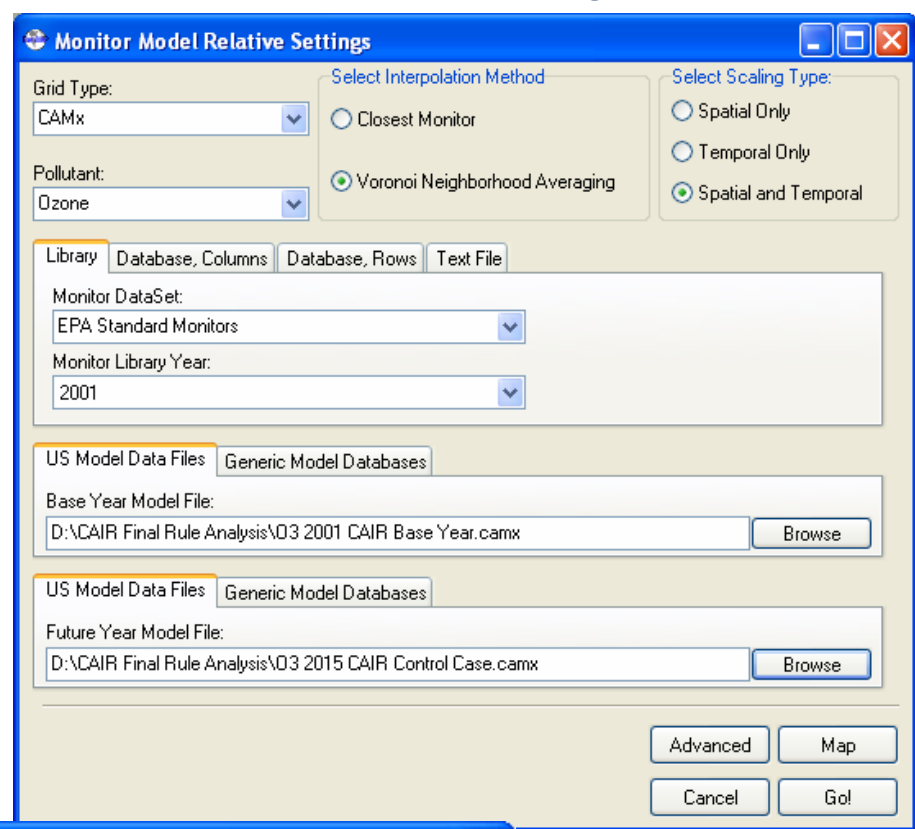 Monitor Model Relative Settings
Grid Type:
CAMx
Pollutant:
Ozone
Select Interpolation Method
Closest Monitor
Voronoi Neighborhood Averaging
Select Scaling Type:
Spatial Only
Temporal Only
Spatial and Temporal
Library Database, Columns Database, Rows Text File
Monitor DataSet:
EPA Standard Monitors
Monitor Library Year:
2001
US Model Data Files Generic Model Databases
Base Year Model File:
D:\CAIR Final Rule Analysis\O3 2001 CAIR Base Year.camx Browse
US Model Data Files Generic Model Databases
Future Year Model File:
D:\CAIR Final Rule Analysis\O3 2015 CAIR Control Case.camx Browse
Advanced Map
Cancel Go!